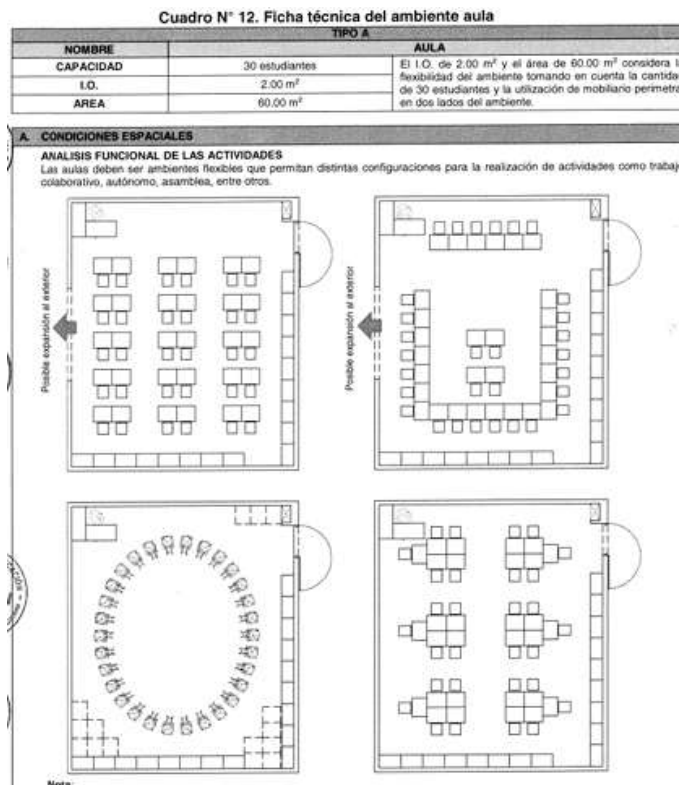 Cuadro N° 12. Ficha técnica del ambiente aula
TIPO A
NOMBRE AULA
CAPACIDAD 30 estudiantes
I.O. 2.00 m²
AREA 60.00 m²
El I.O. de 2.00 m² y el área de 60.00 m² considera l
flexibilidad del ambiente tomando en cuenta la cantida
de 30 estudiantes y la utilización de mobiliario perimetra
en dos lados del ambiente.
A. CONDICIONES ESPACIALES
ANALISIS FUNCIONAL DE LAS ACTIVIDADES
Las aulas deben ser ambientes flexibles que permitan distintas configuraciones para la realización de actividades como trabaj
colaborativo, autónomo, asamblea, entre otros.
Posible expansión al exterior
Posible expansión al exterior
Nota: